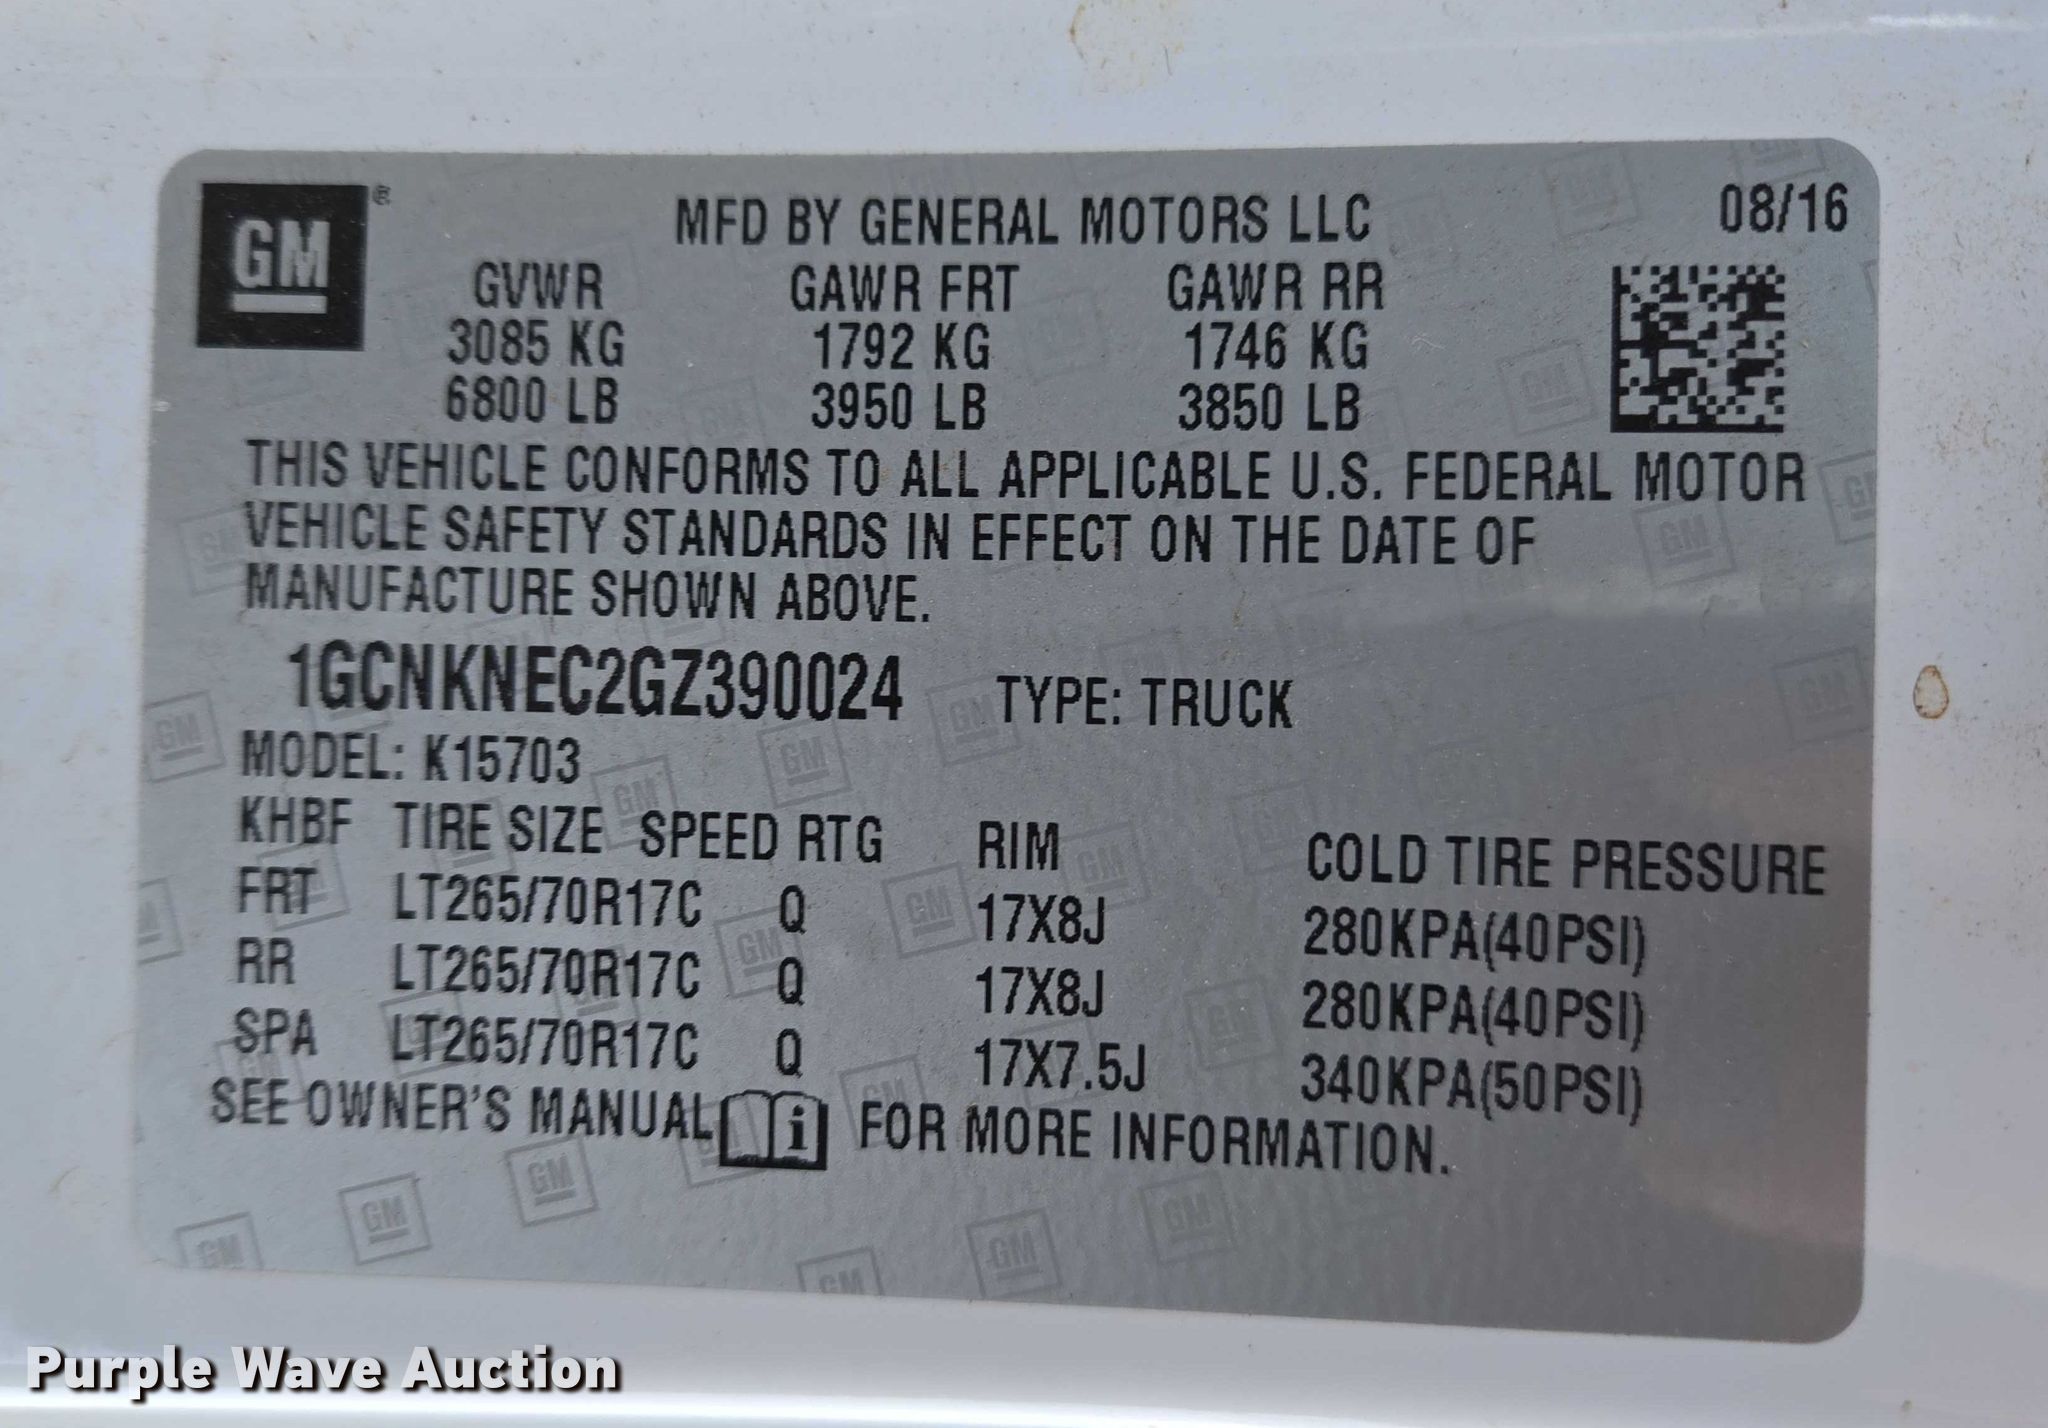 GM ®
MFD BY GENERAL MOTORS LLC 08/16
GVWR GAWR FRT GAWR RR
3085 KG 1792 KG 1746 KG
6800 LB 3950 LB 3850 LB
THIS VEHICLE CONFORMS TO ALL APPLICABLE U.S. FEDERAL MOTOR
VEHICLE SAFETY STANDARDS IN EFFECT ON THE DATE OF
MANUFACTURE SHOWN ABOVE.
1GCNKNEC2GZ390024 TYPE: TRUCK
MODEL: K15703
KHBF TIRE SIZE SPEED RTG RIM COLD TIRE PRESSURE
FRT LT265/70R17C Q 17X8J 280KPA(40PSI)
RR LT265/70R17C Q 17X8J 280KPA(40PSI)
SPA LT265/70R17C Q 17X7.5J 340KPA(50PSI)
SEE OWNER'S MANUAL i FOR MORE INFORMATION.
Purple Wave Auction